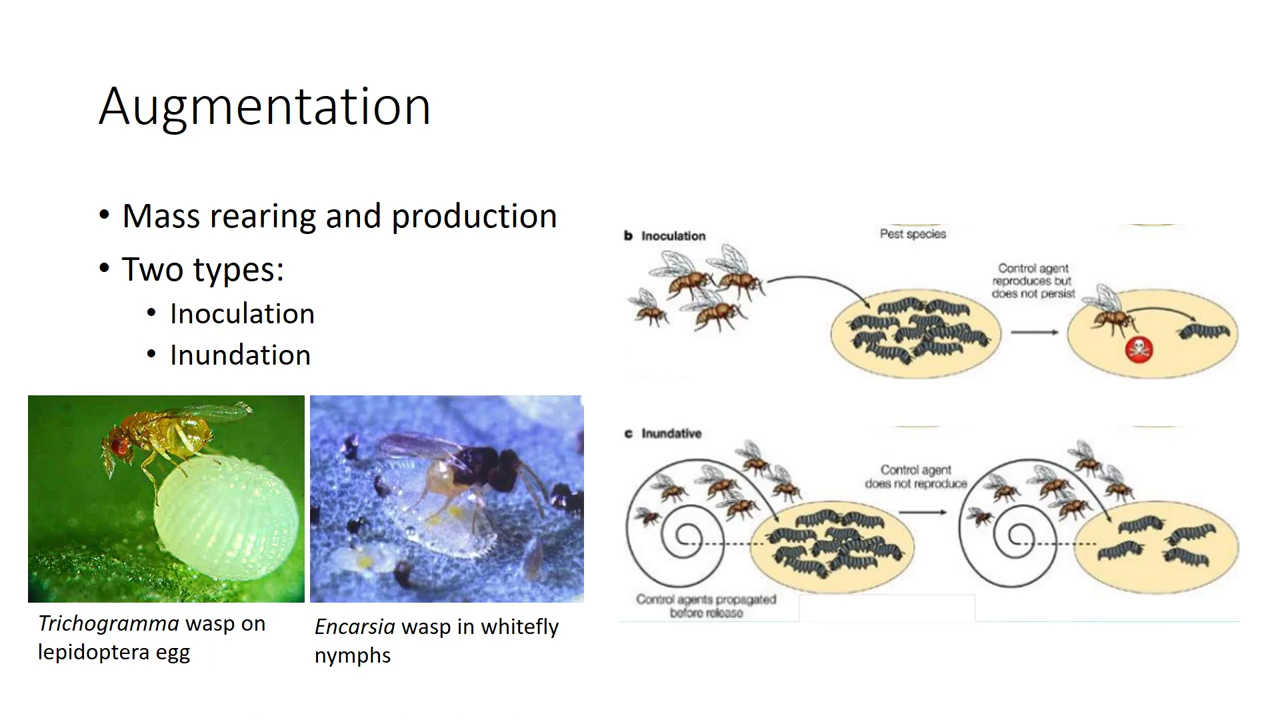 Augmentation
• Mass rearing and production
• Two types:
• Inoculation
• Inundation
Trichogramma wasp on
lepidoptera egg
Encarsia wasp in whitefly
nymphs
b Inoculation
Pest species
Control agent
reproduces but
does not persist
c Inundative
Control agent
does not reproduce
Control agents propagated
before release